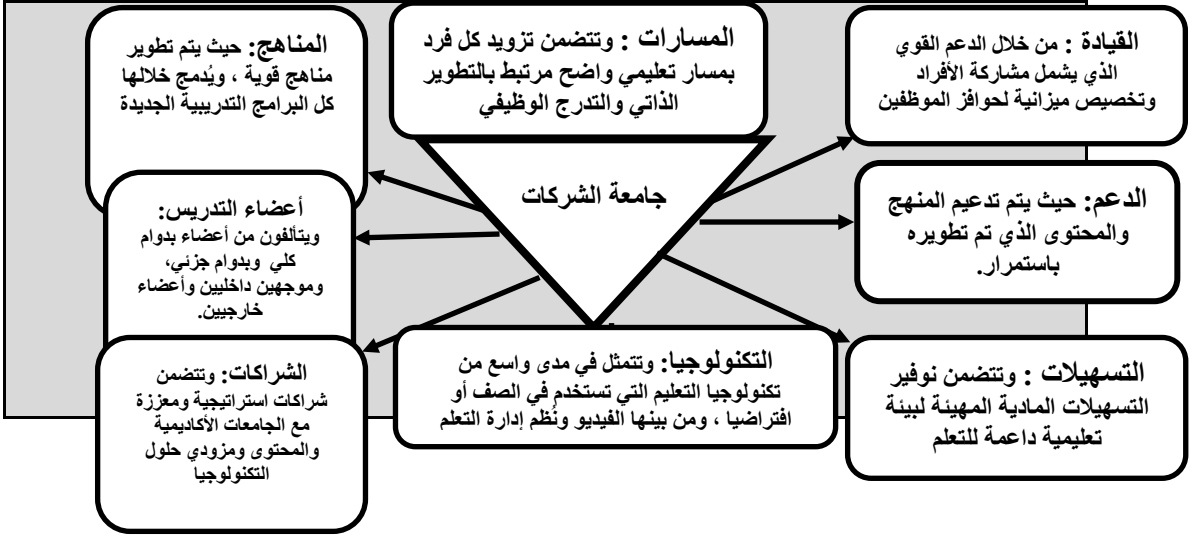 القيادة : من خلال الدعم القوي
الذي يشمل مشاركة الأفراد
وتخصيص ميزانية لحوافز الموظفين
المسارات : وتتضمن تزويد كل فرد
بمسار تعليمي واضح مرتبط بالتطوير
الذاتي والتدرج الوظيفي
المناهج: حيث يتم تطوير
مناهج قوية ، ويُدمج خلالها
كل البرامج التدريبية الجديدة
جامعة الشركات
الدعم: حيث يتم تدعيم المنهج
والمحتوى الذي تم تطويره
باستمرار.
أعضاء التدريس:
ويتألفون من أعضاء بدوام
كلي وبدوام جزئي،
وموجهين داخليين وأعضاء
خارجيين.
التسهيلات : وتتضمن نوفير
التسهيلات المادية المهيئة لبيئة
تعليمية داعمة للتعلم
التكنولوجيا: وتتمثل في مدى واسع من
تكنولوجيا التعليم التي تستخدم في الصف أو
افتراضيا ، ومن بينها الفيديو ونُظم إدارة التعلم
الشراكات: وتتضمن
شراكات استراتيجية ومعززة
مع الجامعات الأكاديمية
والمحتوى ومزودي حلول
التكنولوجيا